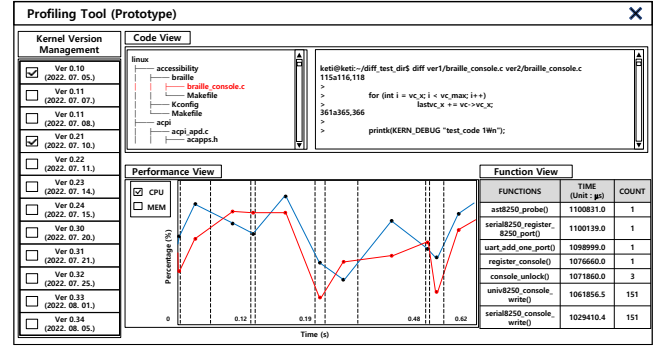 Profiling Tool (Prototype)
Kernel Version
Management
Ver 0.10
(2022. 07. 05.)
Ver 0.11
(2022. 07. 07.)
Ver 0.11
(2022. 07. 08.)
Ver 0.21
(2022. 07. 10.)
Ver 0.22
(2022. 07. 11.)
Ver 0.23
(2022. 07. 14.)
Ver 0.24
(2022. 07. 15.)
Ver 0.30
(2022. 07. 20.)
Ver 0.31
(2022. 07. 21.)
Ver 0.32
(2022. 07. 25.)
Ver 0.33
(2022. 08. 01.)
Ver 0.34
(2022. 08. 05.)
Code View
linux
accessibility
braille
braille_console.c
Makefile
Kconfig
Makefile
acpi
acpi_apd.c
acapps.h
keti@keti:~/diff_test_dir$ diff ver1/braille_console.c ver2/braille_console.c
115a116,118
>
> for (int i = vc_x; i < vc_max; i++)
> lastvc_x += vc->vc_x;
361a365,366
>
> printk(KERN_DEBUG "test_code 1₩n");
Performance View
CPU
MEM
Percentage (%)
0 0.12 0.19 0.48 0.62
Time (s)
Function View
FUNCTIONS TIME (Unit : μs) COUNT
ast8250_probe() 1100831.0 1
serial8250_register_
8250_port() 1100139.0 1
uart_add_one_port() 1098999.0 1
register_console() 1076660.0 1
console_unlock() 1071860.0 3
univ8250_console_
write() 1061856.5 151
serial8250_console_
write() 1029410.4 151